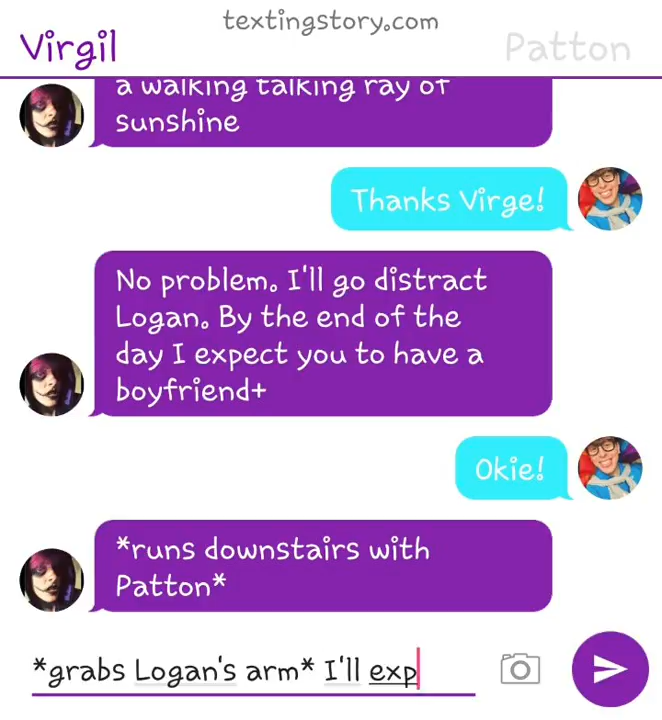 textingstory.com
Virgil
Patton
a walking talking ray of
sunshine
Thanks Virge!
No problem. I'll go distract
Logan. By the end of the
day I expect you to have a
boyfriend+
Okie!
*runs downstairs with
Patton*
*grabs Logan's arm* I'll exp